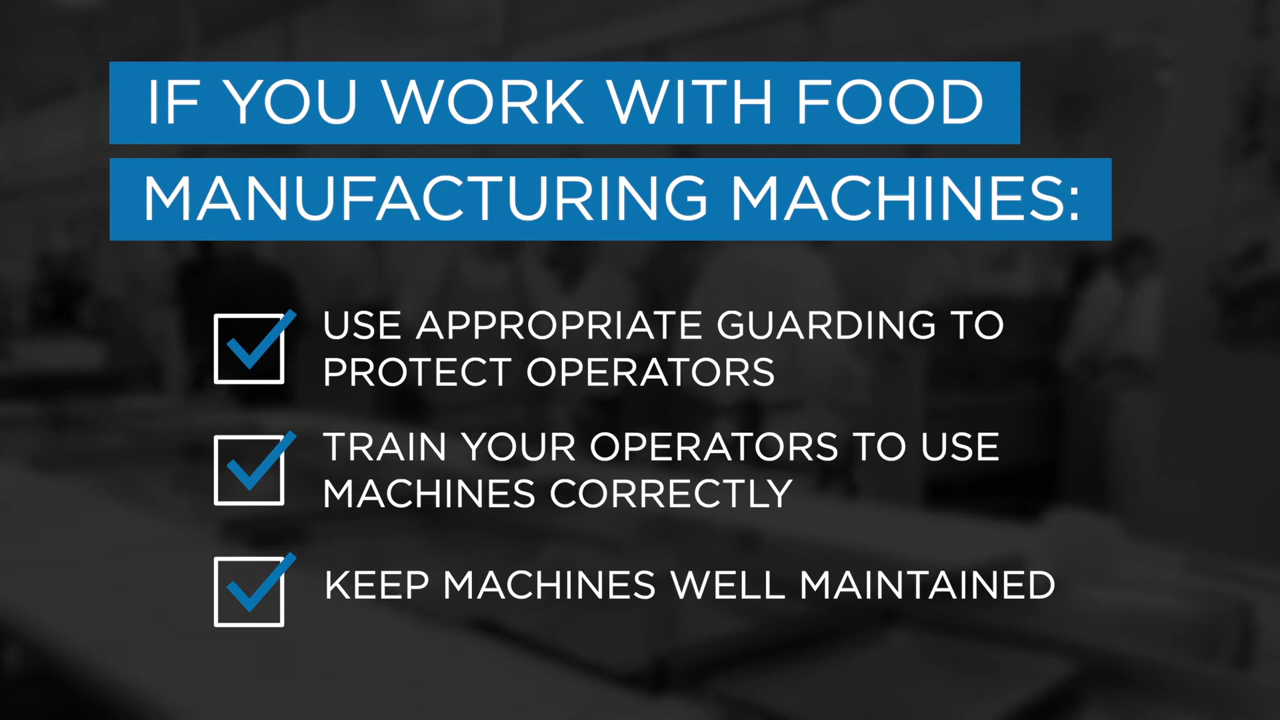 IF YOU WORK WITH FOOD
MANUFACTURING MACHINES:
USE APPROPRIATE GUARDING TO
PROTECT OPERATORS
TRAIN YOUR OPERATORS TO USE
MACHINES CORRECTLY
KEEP MACHINES WELL MAINTAINED